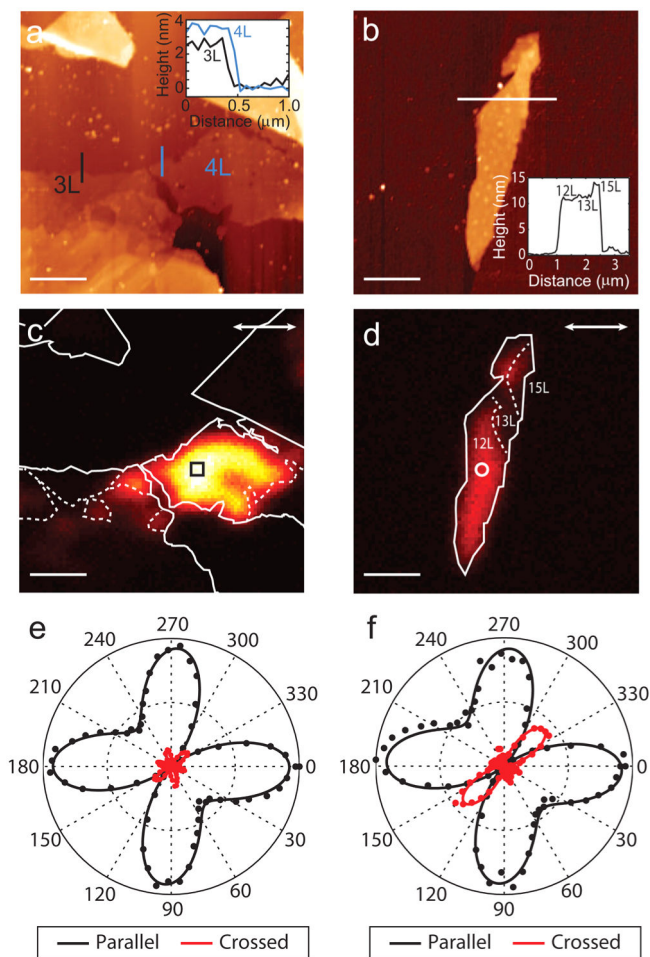 a
4
3
2
1
0
Height (nm)
4L
3L
0
0.5
1.0
Distance (μm)
3L
4L
b
15
10
5
0
Height (nm)
12L
13L
15L
0
1
2
3
Distance (μm)
c
d
15L
13L
12L
e
270
240
300
210
330
180
0
150
30
120
60
90
f
270
240
300
210
330
180
0
150
30
120
60
90
Parallel
Crossed
Parallel
Crossed